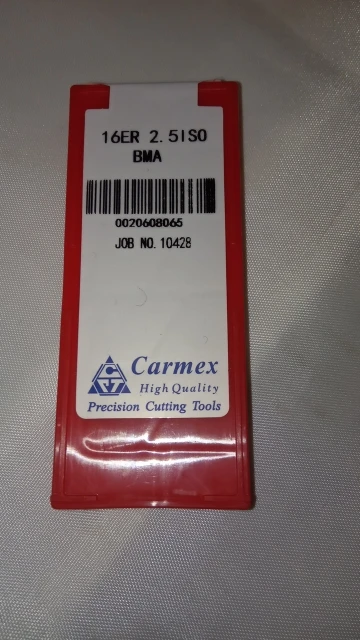 16ER 2.5ISO
BMA
0020608065
JOB NO. 10428
Carmex
High Quality
Precision Cutting Tools